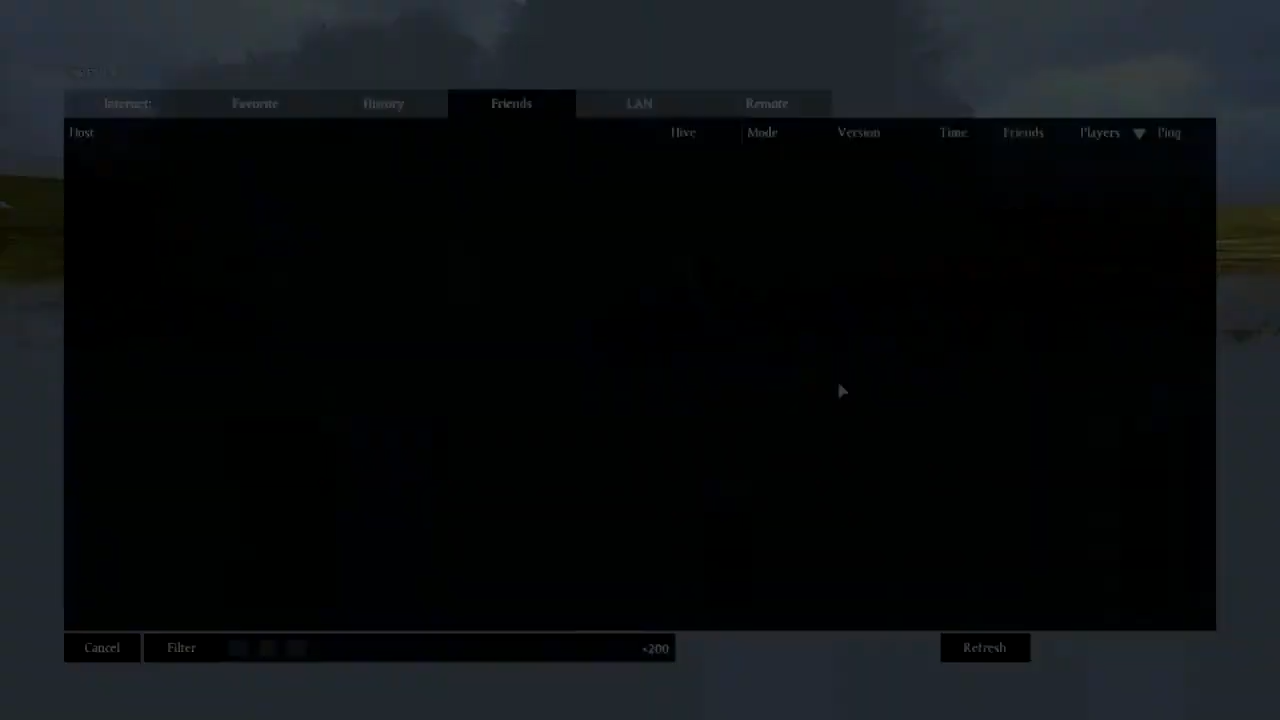 Internet Favorite History Friends LAN Remote
Host Hive Mode Version Time Friends Players Ping
Cancel Filter <200 Refresh